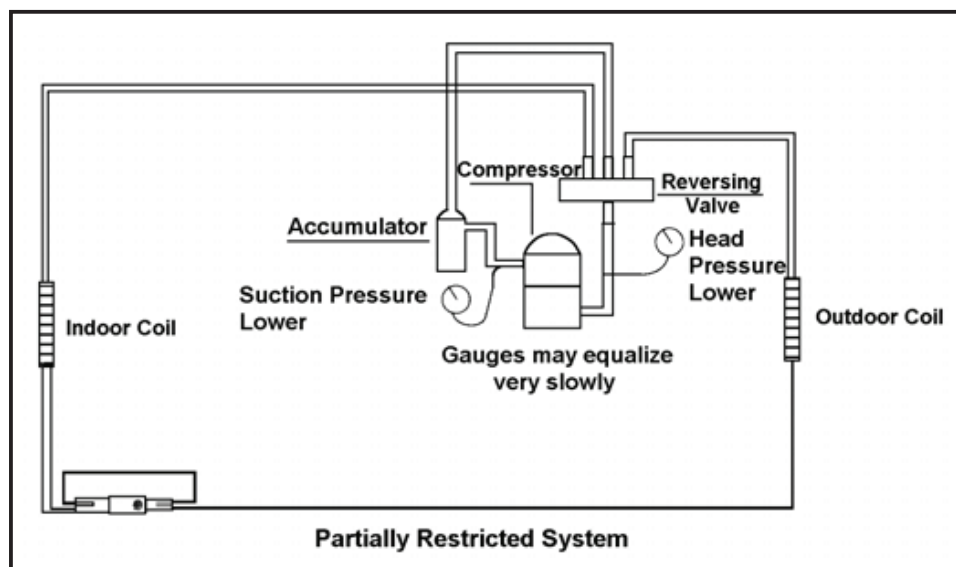 Compressor
Reversing
Valve
Accumulator
Head
Pressure
Lower
Suction Pressure
Lower
Indoor Coil
Outdoor Coil
Gauges may equalize
very slowly
Partially Restricted System